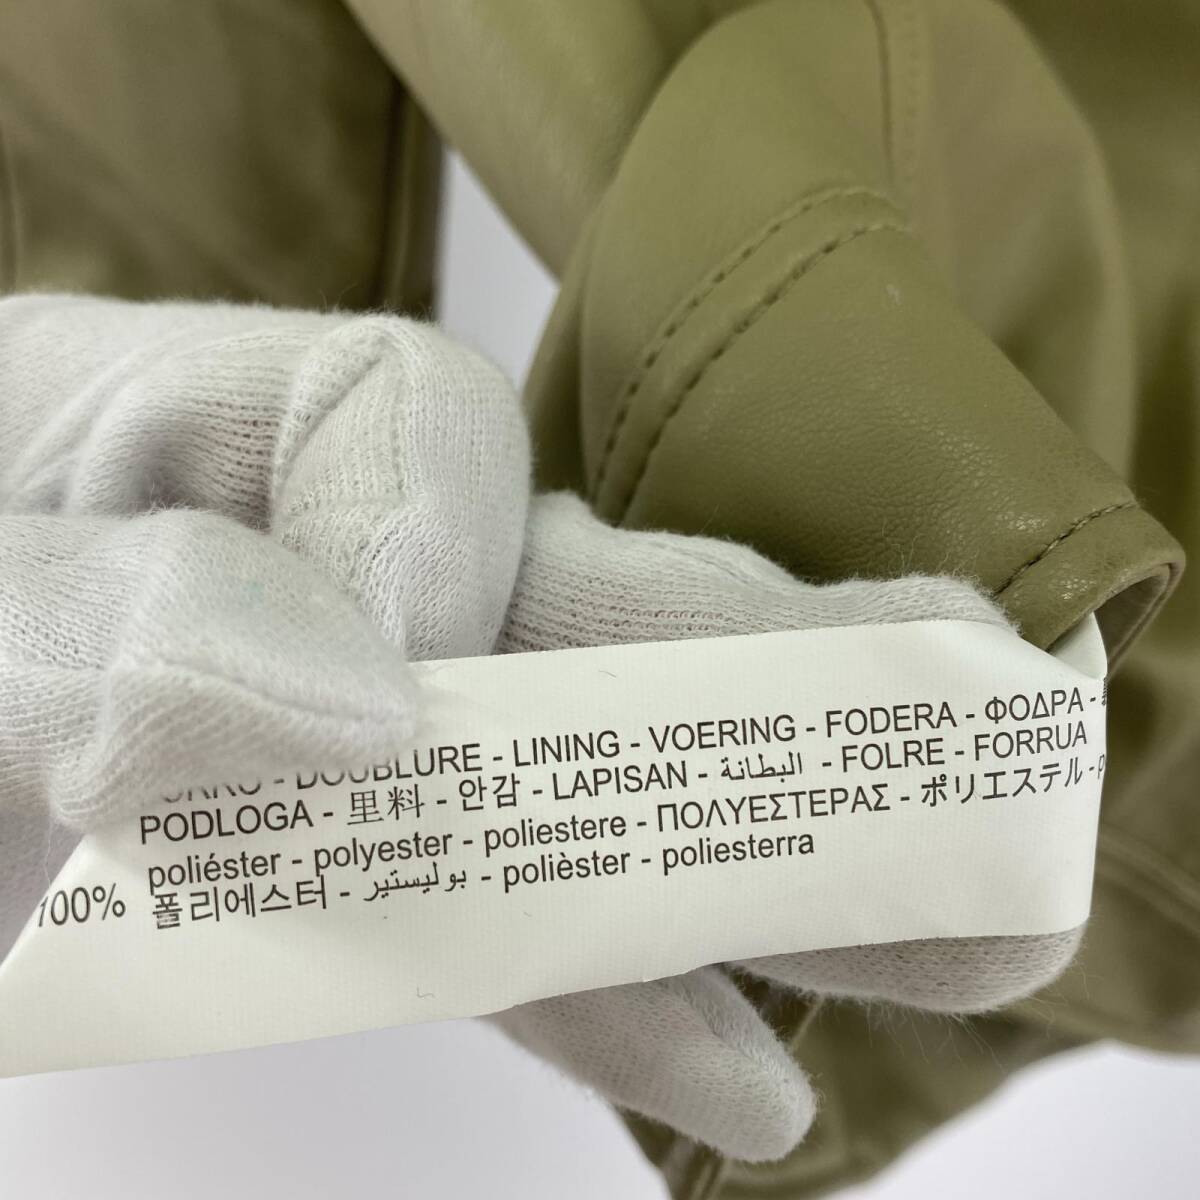 DOUBLURE - LINING - VOERING - FODERA - ΦΟΔΡΑ -
PODLOGA - 里料 - 안감 - LAPISAN - البطانة - FOLRE - FORRUA
poliéster - polyester - poliestere - ΠΟΛΥΕΣΤΕΡΑΣ - ポリエステル -
100% 폴리에스터 - بوليستير - polièster - poliesterra